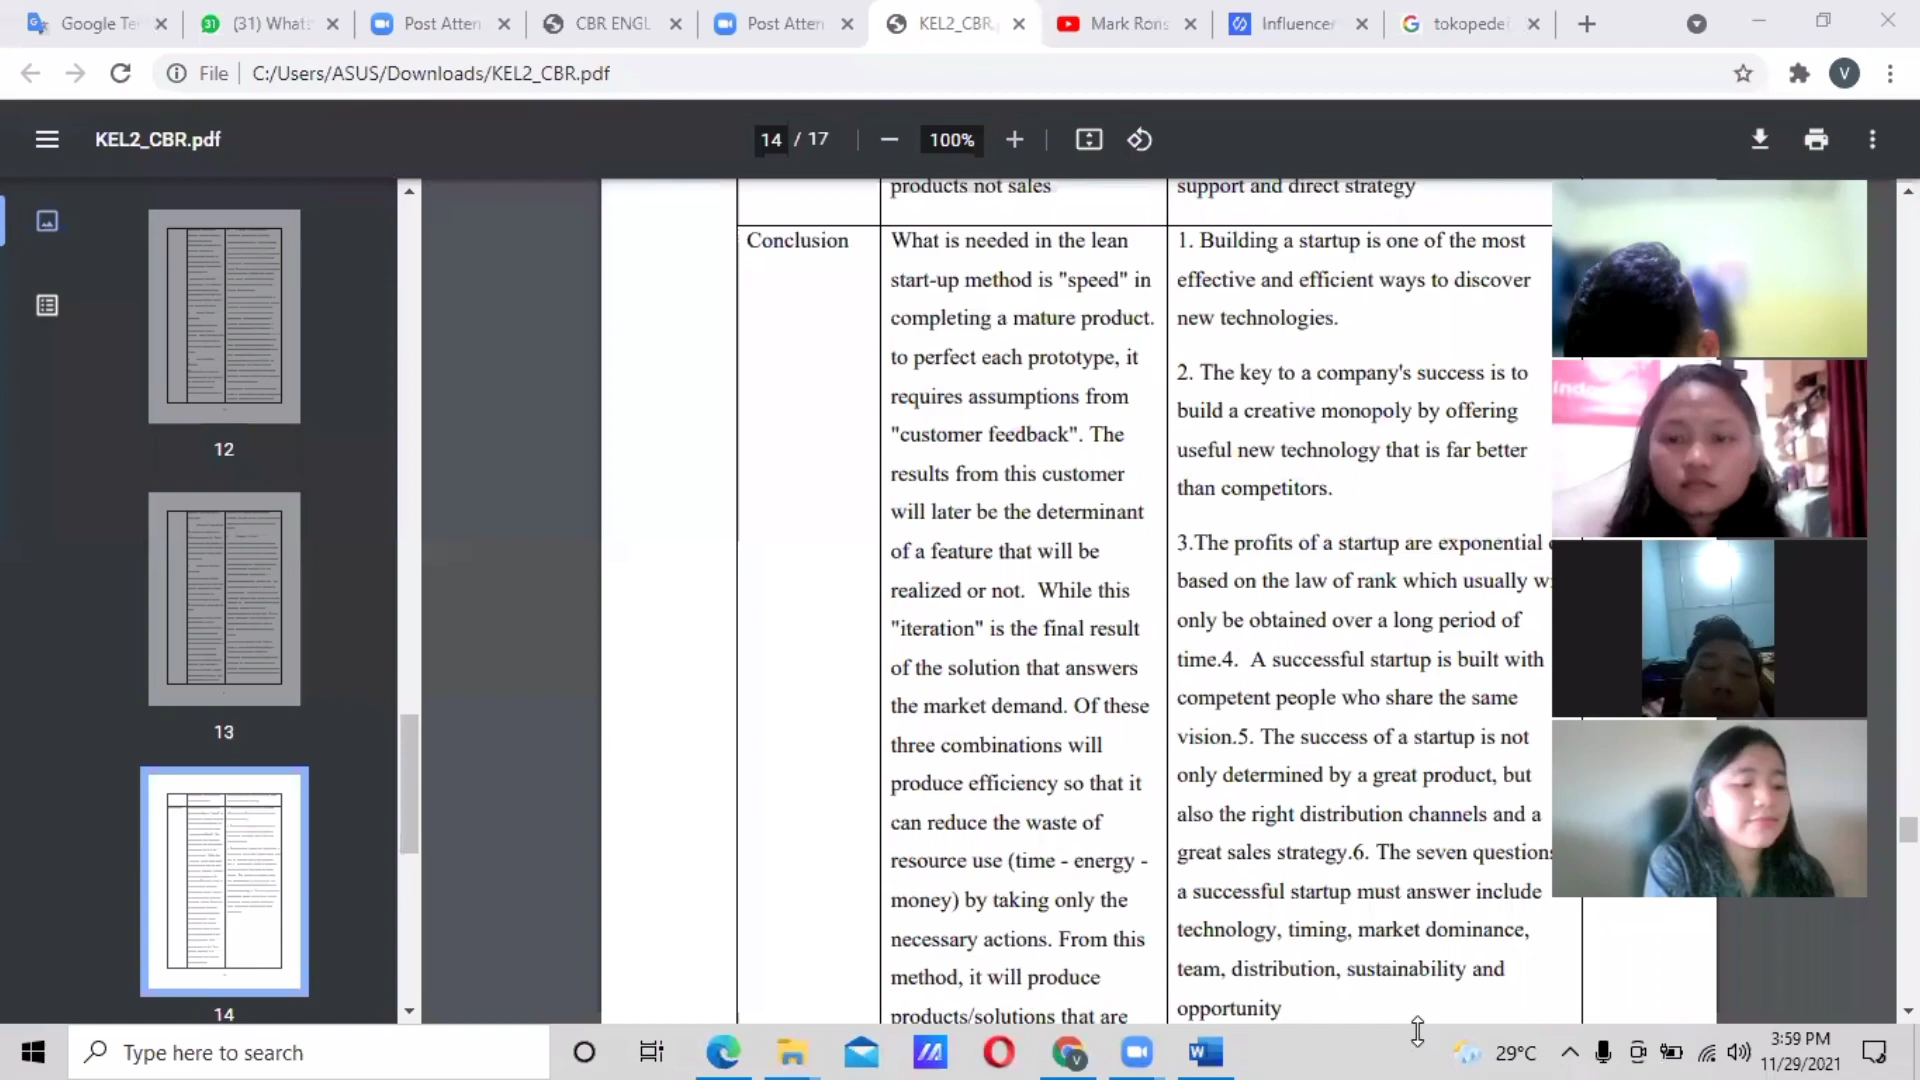 Google Te
(31) Whats
Post Atten
CBR ENGL
Post Atten
KEL2_CBR.
Mark Rons
Influencer
tokopedei
File
C:/Users/ASUS/Downloads/KEL2_CBR.pdf
V
KEL2_CBR.pdf
14 / 17
100%
12
13
14
products not sales
support and direct strategy
Conclusion
What is needed in the lean
start-up method is "speed" in
completing a mature product.
to perfect each prototype, it
requires assumptions from
"customer feedback". The
results from this customer
will later be the determinant
of a feature that will be
realized or not.  While this
"iteration" is the final result
of the solution that answers
the market demand. Of these
three combinations will
produce efficiency so that it
can reduce the waste of
resource use (time - energy -
money) by taking only the
necessary actions. From this
method, it will produce
products/solutions that are
1. Building a startup is one of the most
effective and efficient ways to discover
new technologies.
2. The key to a company's success is to
build a creative monopoly by offering
useful new technology that is far better
than competitors.
3.The profits of a startup are exponential
based on the law of rank which usually w
only be obtained over a long period of
time.4.  A successful startup is built with
competent people who share the same
vision.5. The success of a startup is not
only determined by a great product, but
also the right distribution channels and a
great sales strategy.6. The seven questions
a successful startup must answer include
technology, timing, market dominance,
team, distribution, sustainability and
opportunity
Type here to search
29°C
3:59 PM
11/29/2021